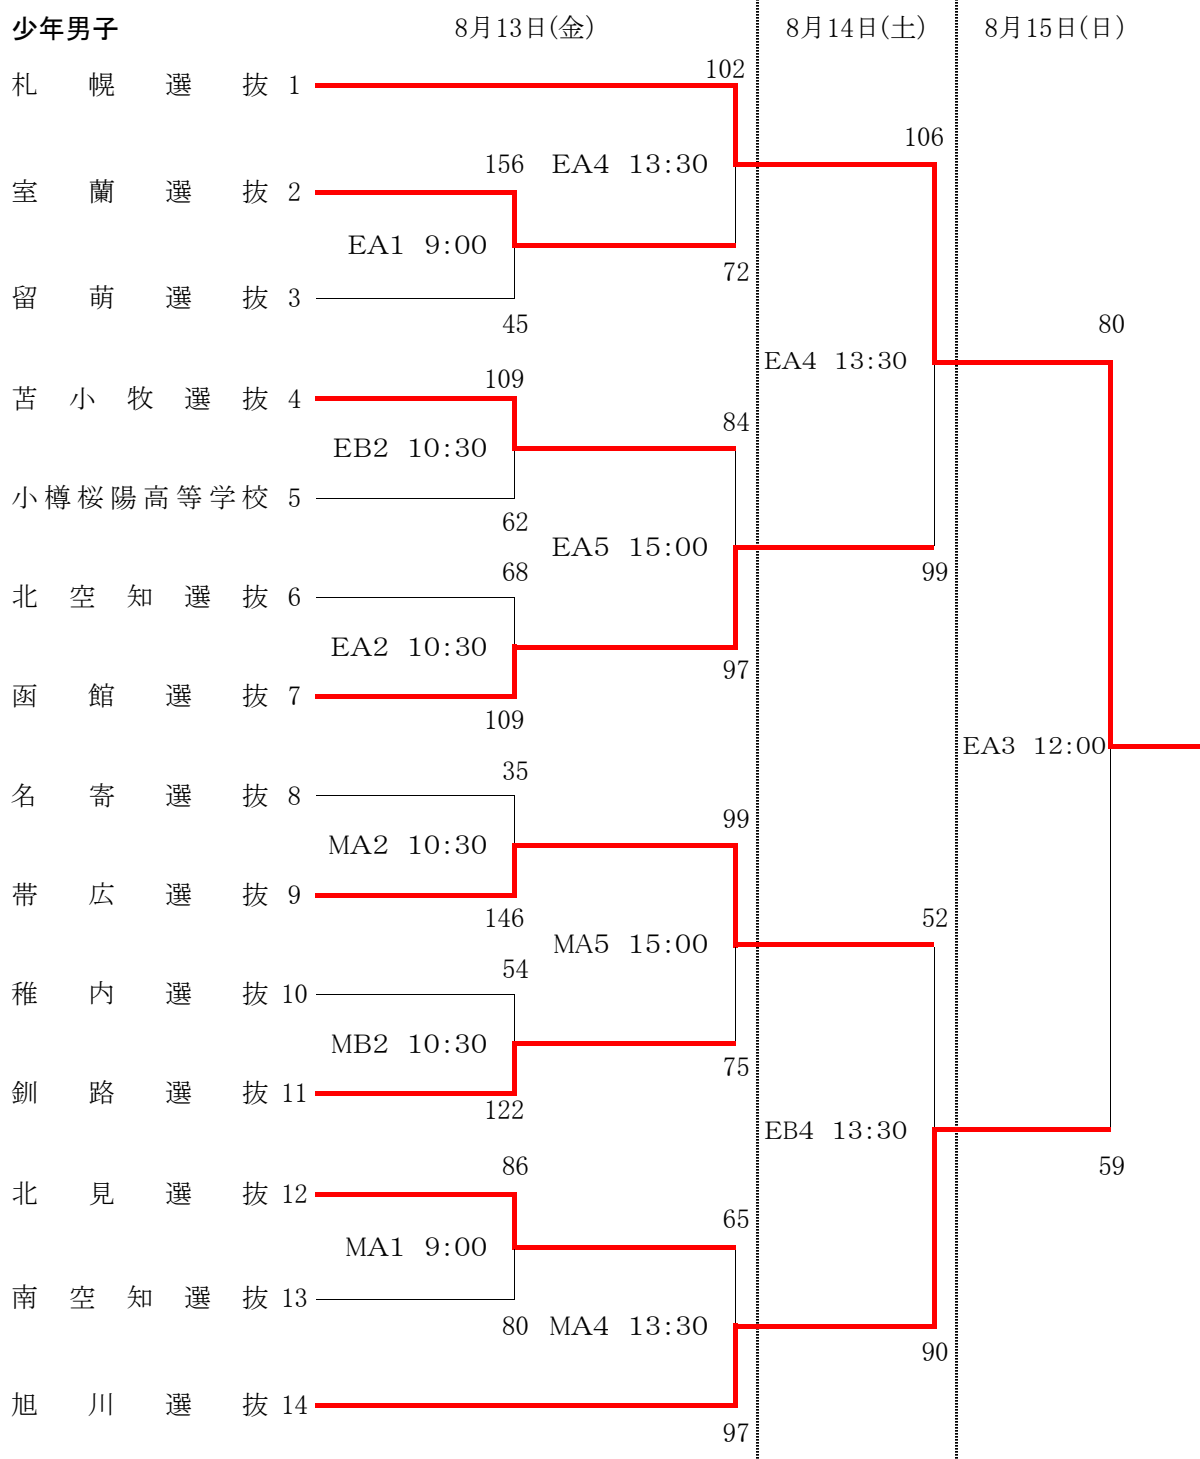 少年男子 8月13日(金) 8月14日(土) 8月15日(日)
102
札幌選抜 1
106
156 EA4 13:30
室蘭選抜 2
EA1 9:00
72
留萌選抜 3
45
80
EA4 13:30
109
苫小牧選抜 4
84
EB2 10:30
小樽桜陽高等学校 5
62
EA5 15:00
68
99
北空知選抜 6
EA2 10:30
97
函館選抜 7
109
EA3 12:00
35
名寄選抜 8
99
MA2 10:30
帯広選抜 9
146
52
MA5 15:00
54
稚内選抜 10
MB2 10:30
75
釧路選抜 11
122
EB4 13:30
86
59
北見選抜 12
65
MA1 9:00
南空知選抜 13
80 MA4 13:30
90
旭川選抜 14
97